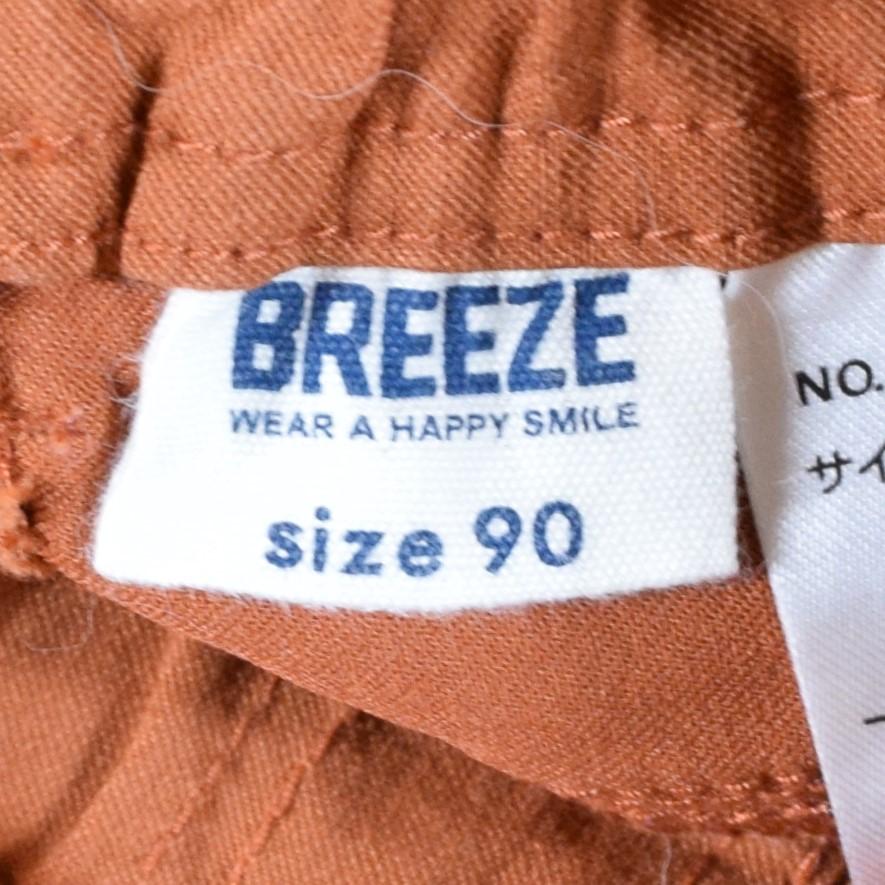 BREEZE
WEAR A HAPPY SMILE
size 90
NO.
サイ